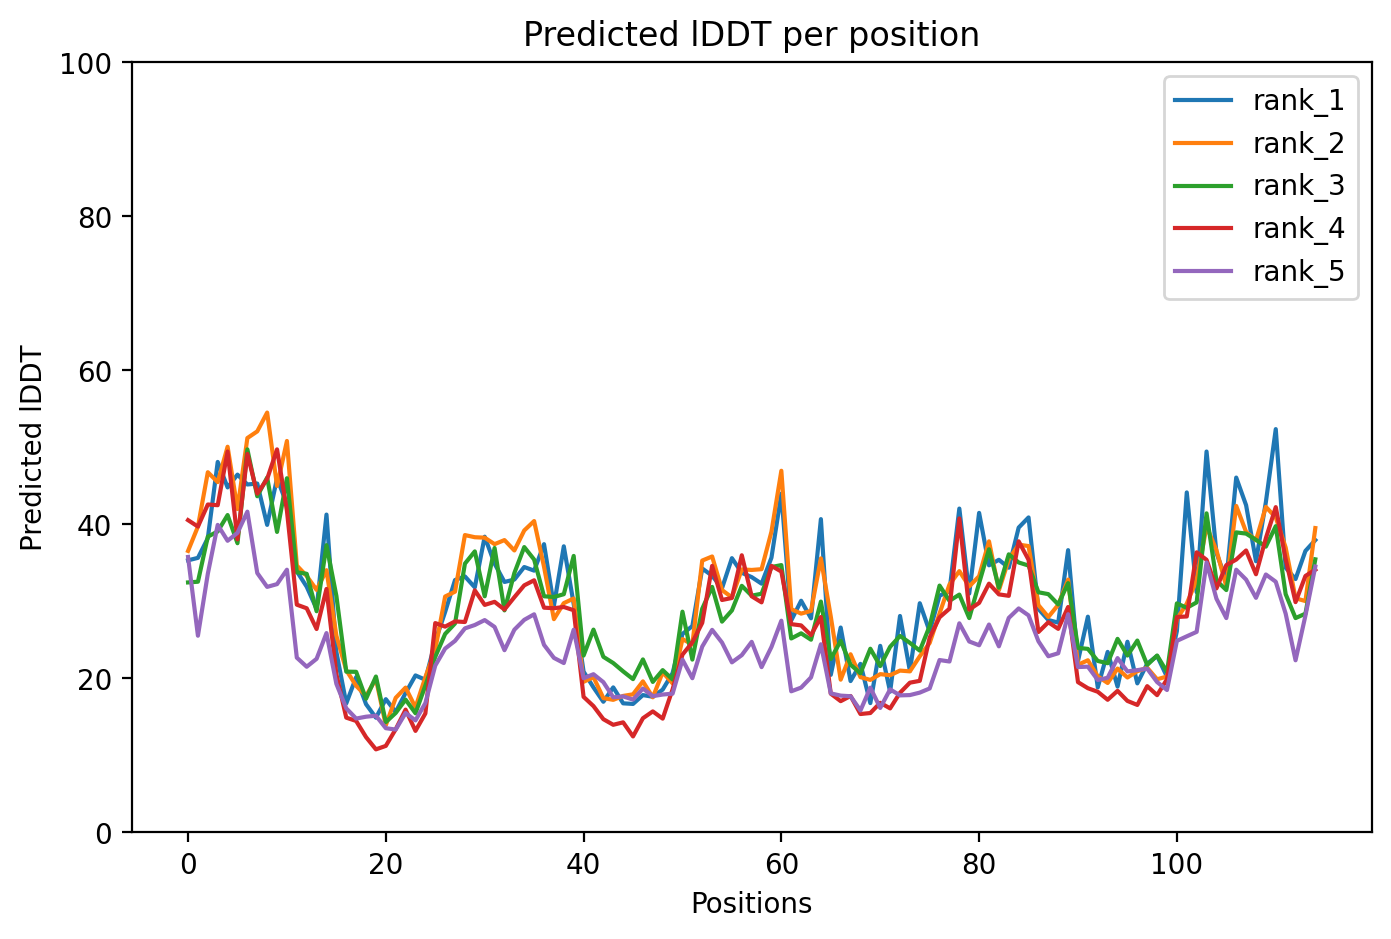 Predicted lDDT per position
100
80
60
40
20
0
Predicted lDDT
rank_1
rank_2
rank_3
rank_4
rank_5
0 20 40 60 80 100
Positions